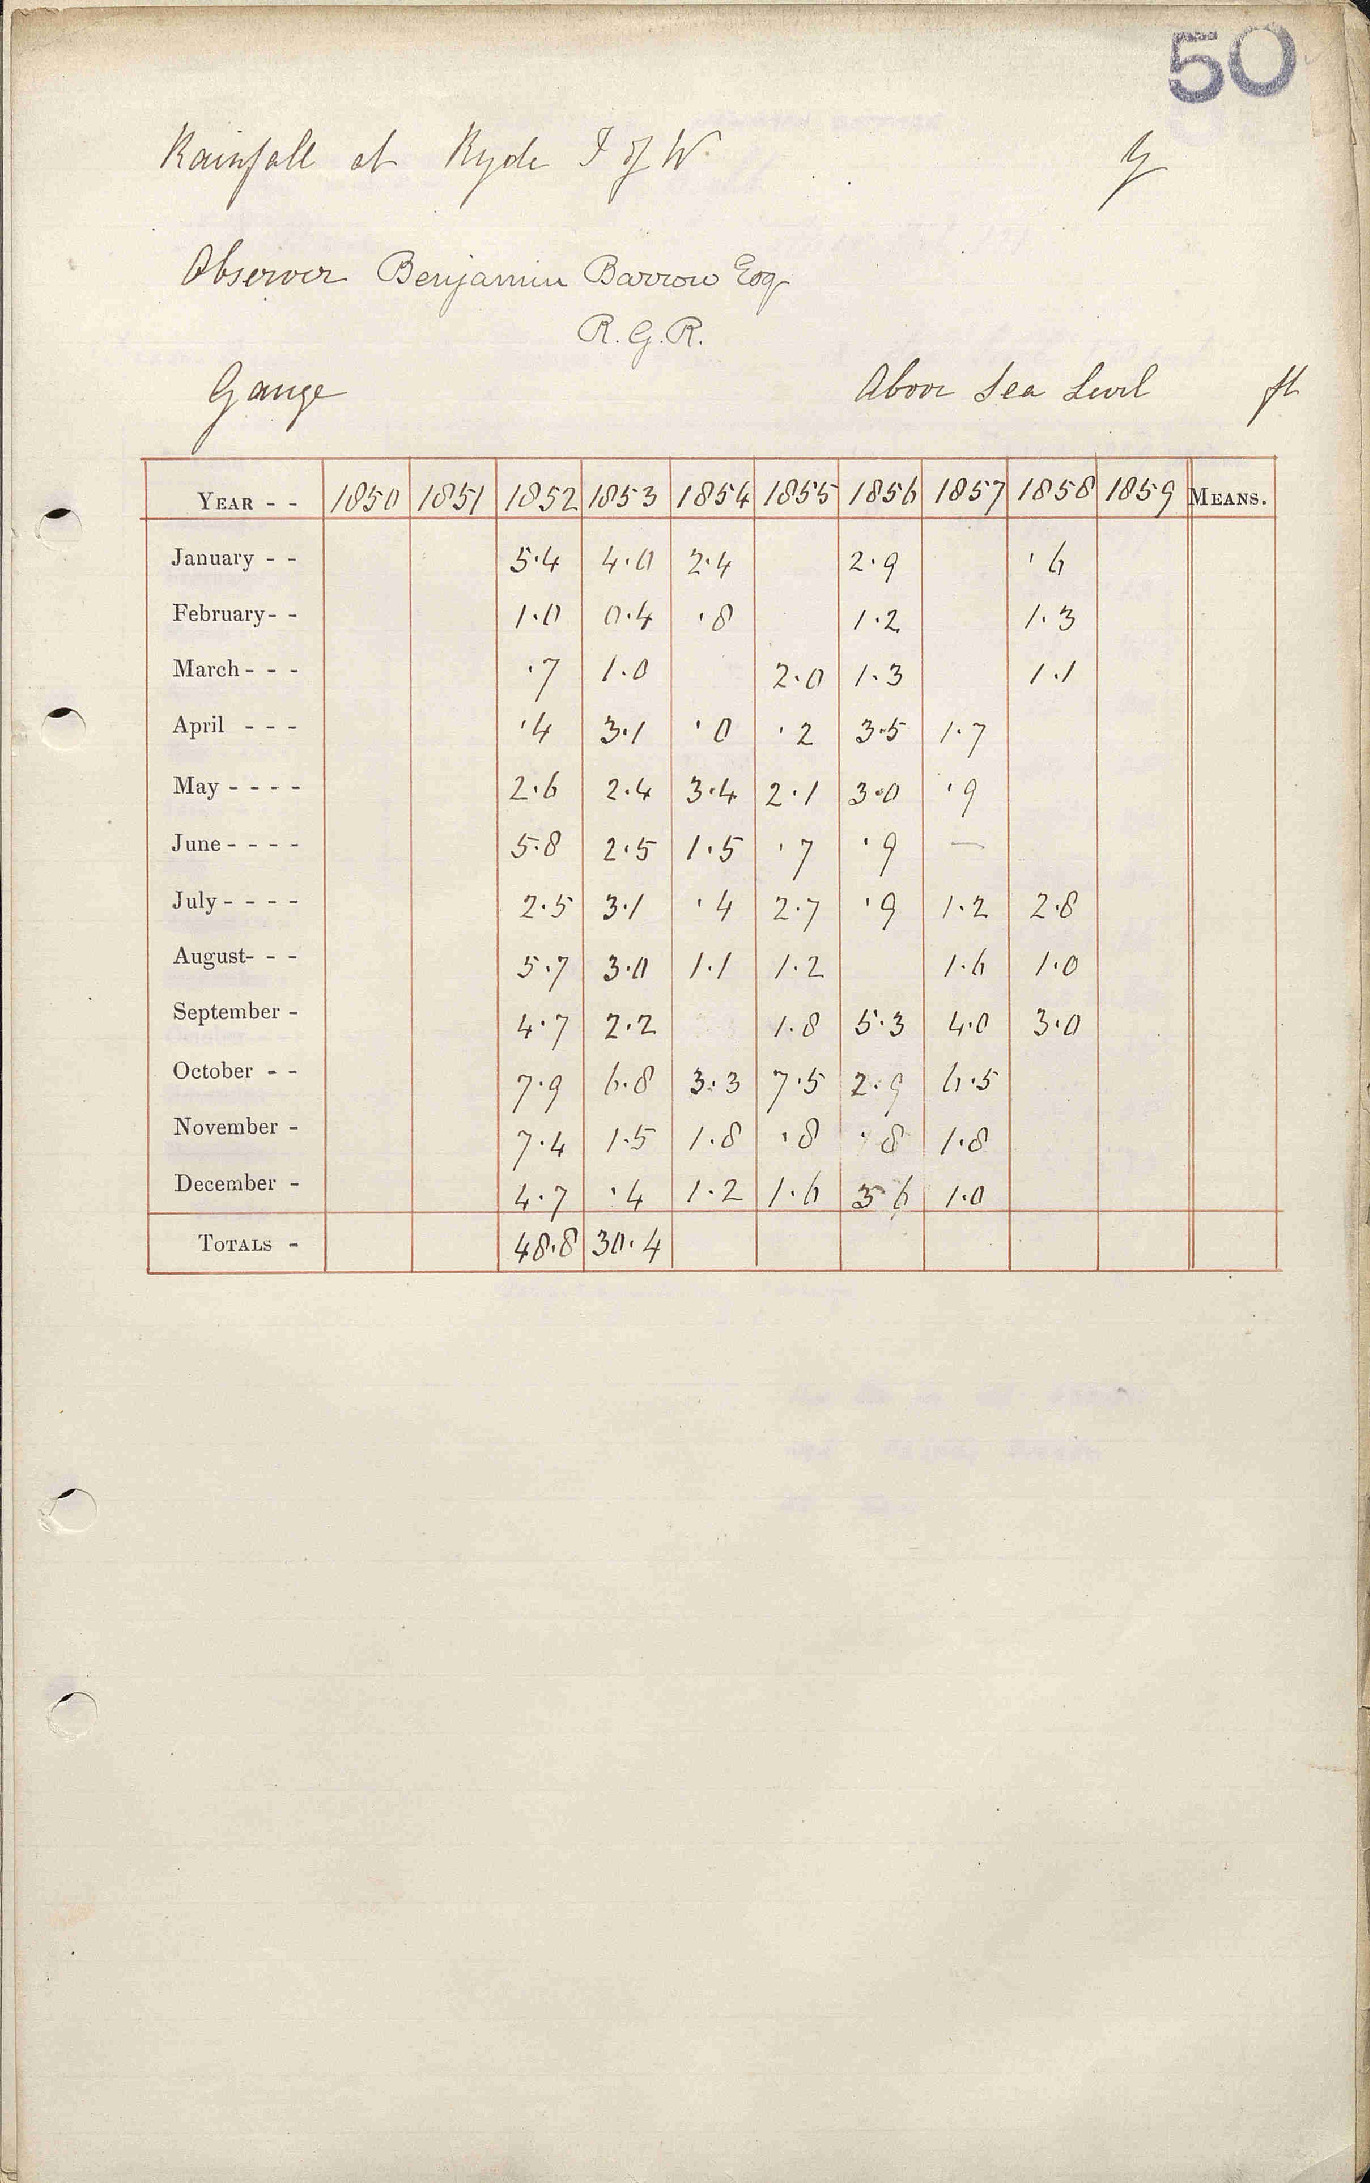 50
Rainfall at Ryde I of W.
Observer Benjamin Barrow Esq
R.G.R.
Gauge Above Sea Level ft
YEAR - - 1850 1851 1852 1853 1854 1855 1856 1857 1858 1859 MEANS.
January - - 5.4 4.0 2.4 2.9 .6
February - - 1.0 0.4 .8 1.2 1.3
March - - - .7 1.0 2.0 1.3 1.1
April - - - .4 3.1 .0 .2 3.5 1.7
May - - - - 2.6 2.4 3.4 2.1 3.0 .9
June - - - - 5.8 2.5 1.5 .7 .9 —
July - - - - 2.5 3.1 .4 2.7 .9 1.2 2.8
August - - - 5.7 3.0 1.1 1.2 1.6 1.0
September - 4.7 2.2 1.8 5.3 4.0 3.0
October - - 7.9 6.8 3.3 7.5 2.9 6.5
November - 7.4 1.5 1.8 .8 .8 1.8
December - 4.7 .4 1.2 1.6 3 6 1.0
TOTALS - 48.8 30.4